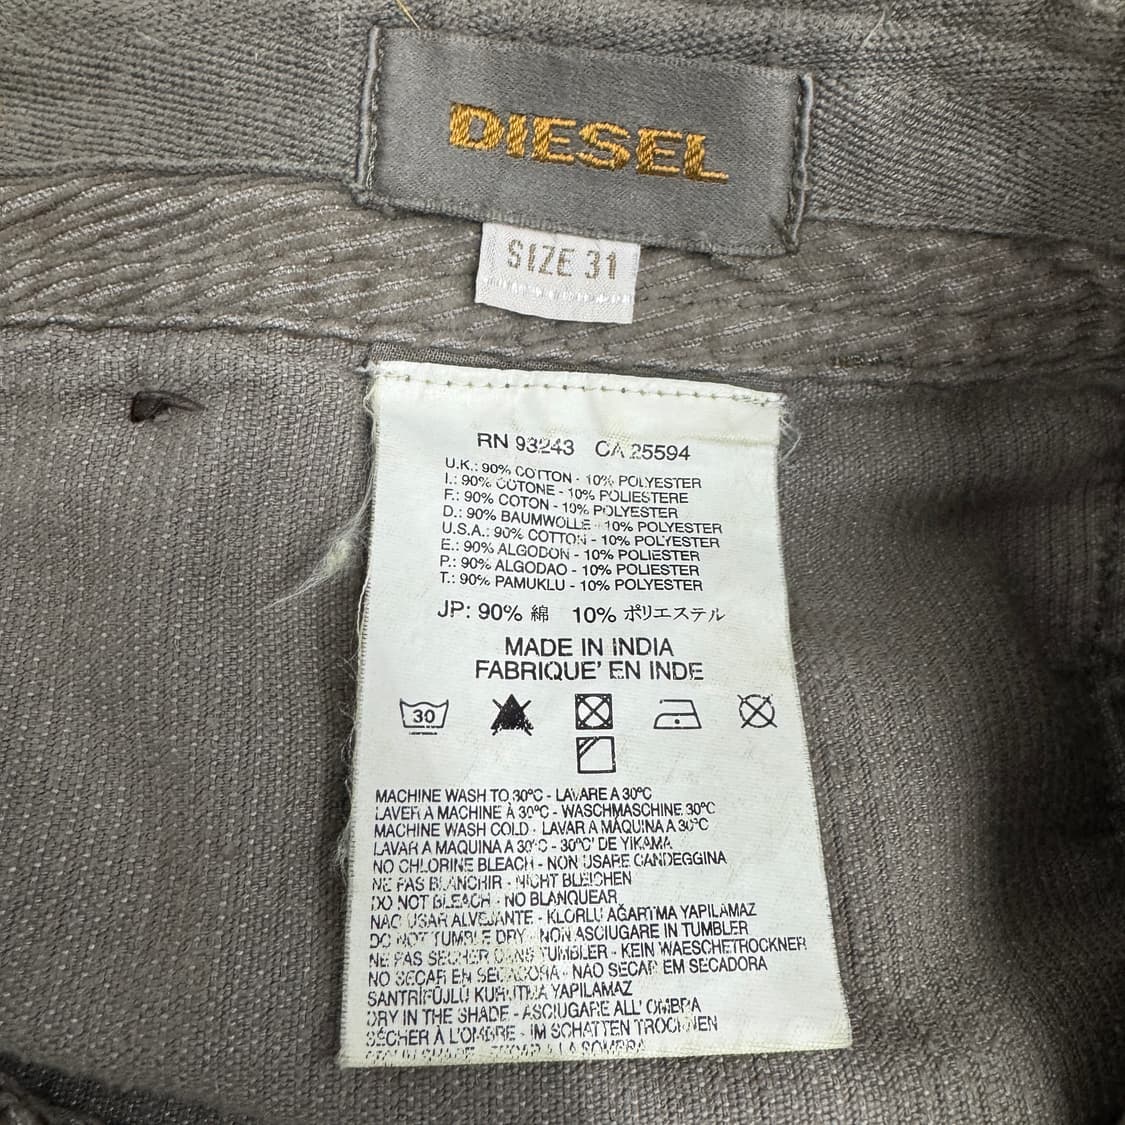 DIESEL
SIZE 31
RN 93243 CA 25594
U.K.: 90% COTTON - 10% POLYESTER
I.: 90% COTONE - 10% POLIESTERE
F.: 90% COTON - 10% POLYESTER
D.: 90% BAUMWOLLE - 10% POLYESTER
U.S.A.: 90% COTTON - 10% POLYESTER
E.: 90% ALGODON - 10% POLIESTER
P.: 90% ALGODAO - 10% POLIESTER
T.: 90% PAMUKLU - 10% POLYESTER
JP: 90% 綿 10% ポリエステル
MADE IN INDIA
FABRIQUE' EN INDE
30
MACHINE WASH TO 30°C - LAVARE A 30°C
LAVER A MACHINE À 30°C - WASCHMASCHINE 30°C
MACHINE WASH COLD - LAVAR A MÁQUINA A 30°C
LAVAR A MAQUINA A 30°C - 30°C' DE YIKAMA
NO CHLORINE BLEACH - NON USARE CANDEGGINA
NE PAS BLANCHIR - NICHT BLEICHEN
DO NOT BLEACH - NO BLANQUEAR
NAO USAR ALVEJANTE - KLORLU AĞARTMA YAPILAMAZ
DO NOT TUMBLE DRY - NON ASCIUGARE IN TUMBLER
NE PAS SECHER DANS TUMBLER - KEIN WAESCHETROCKNER
NO SECAR EN SECADORA - NAO SECAR EM SECADORA
SANTRİFÜJLÜ KURUTMA YAPILAMAZ
DRY IN THE SHADE - ASCIUGARE ALL' OMBRA
SÉCHER À L'OMBRE - IM SCHATTEN TROCKNEN
A LA SOMBRA